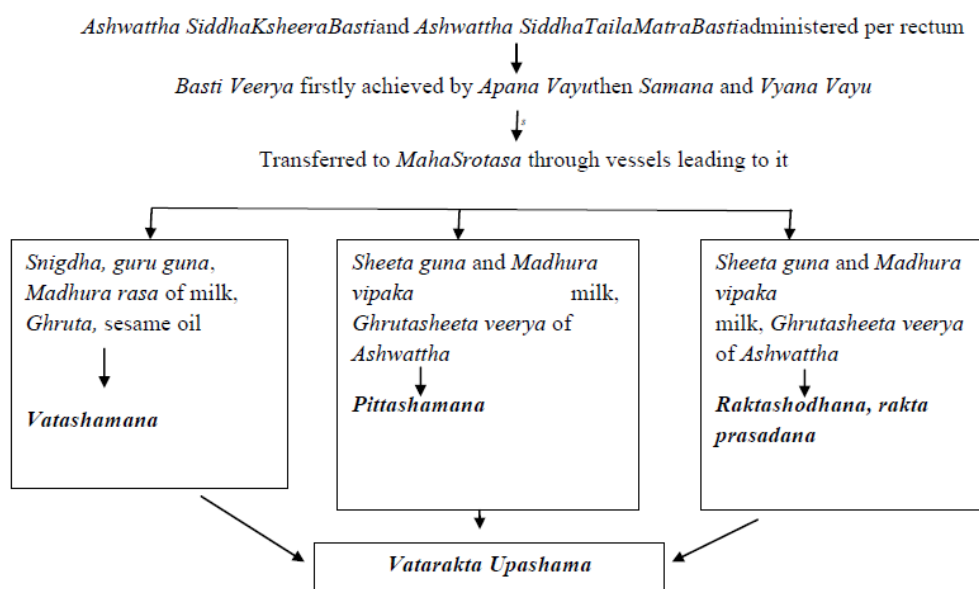 Ashwattha SiddhaKsheeraBastiand Ashwattha SiddhaTailaMatraBastiadministered per rectum
Basti Veerya firstly achieved by Apana Vayuthen Samana and Vyana Vayu
s
Transferred to MahaSrotasa through vessels leading to it
Snigdha, guru guna,
Madhura rasa of milk,
Ghruta, sesame oil
Vatashamana
Sheeta guna and Madhura
vipaka milk,
Ghrutasheeta veerya of
Ashwattha
Pittashamana
Sheeta guna and Madhura
vipaka
milk, Ghrutasheeta veerya
of Ashwattha
Raktashodhana, rakta
prasadana
Vatarakta Upashama